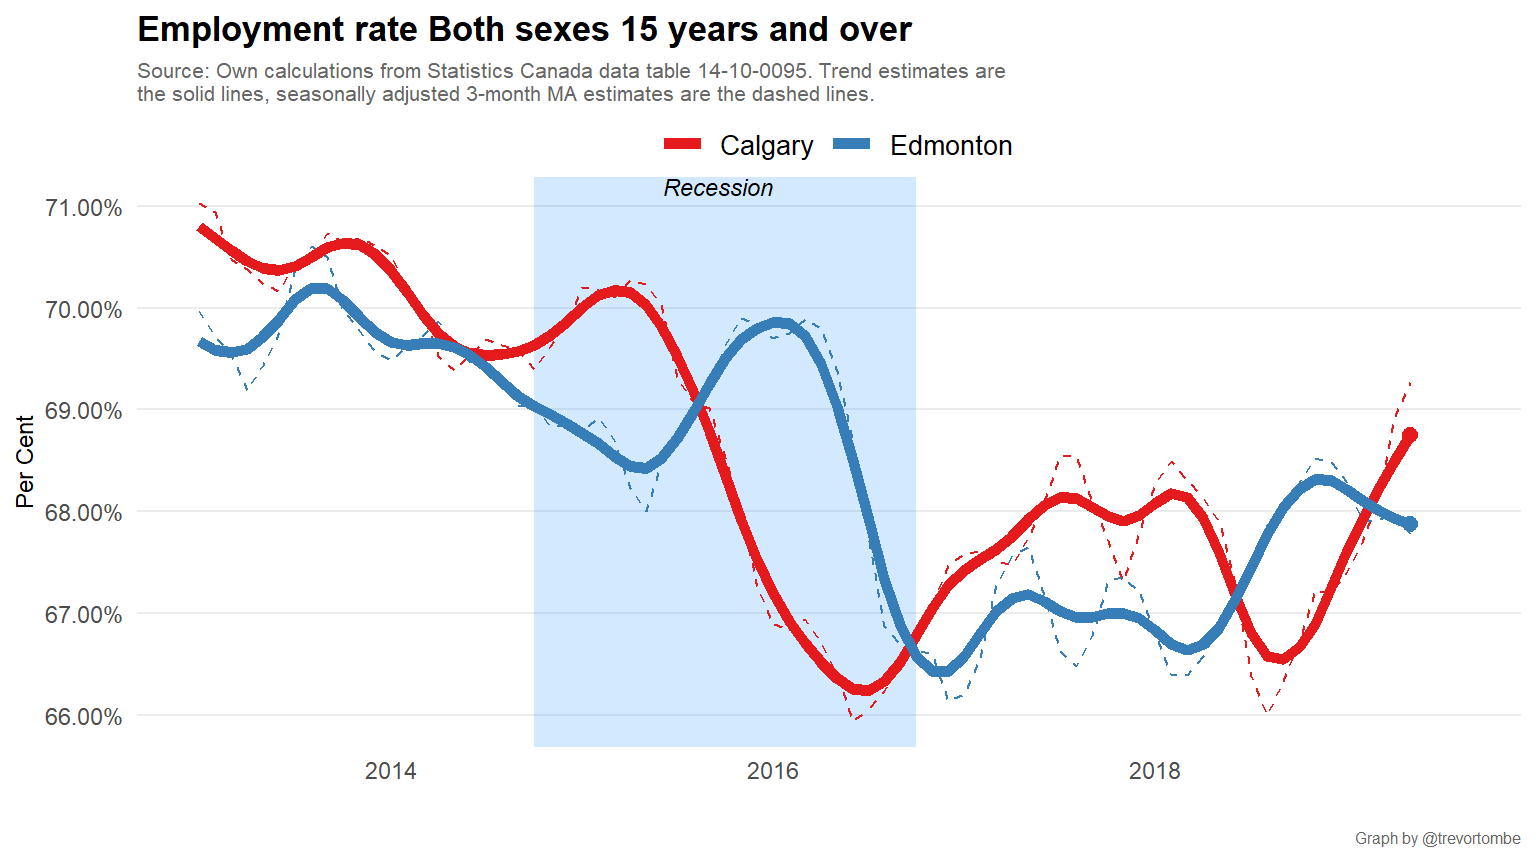 Employment rate Both sexes 15 years and over
Source: Own calculations from Statistics Canada data table 14-10-0095. Trend estimates are
the solid lines, seasonally adjusted 3-month MA estimates are the dashed lines.
Calgary Edmonton
Recession
71.00%
70.00%
69.00%
68.00%
67.00%
66.00%
Per Cent
2014 2016 2018
Graph by @trevortombe